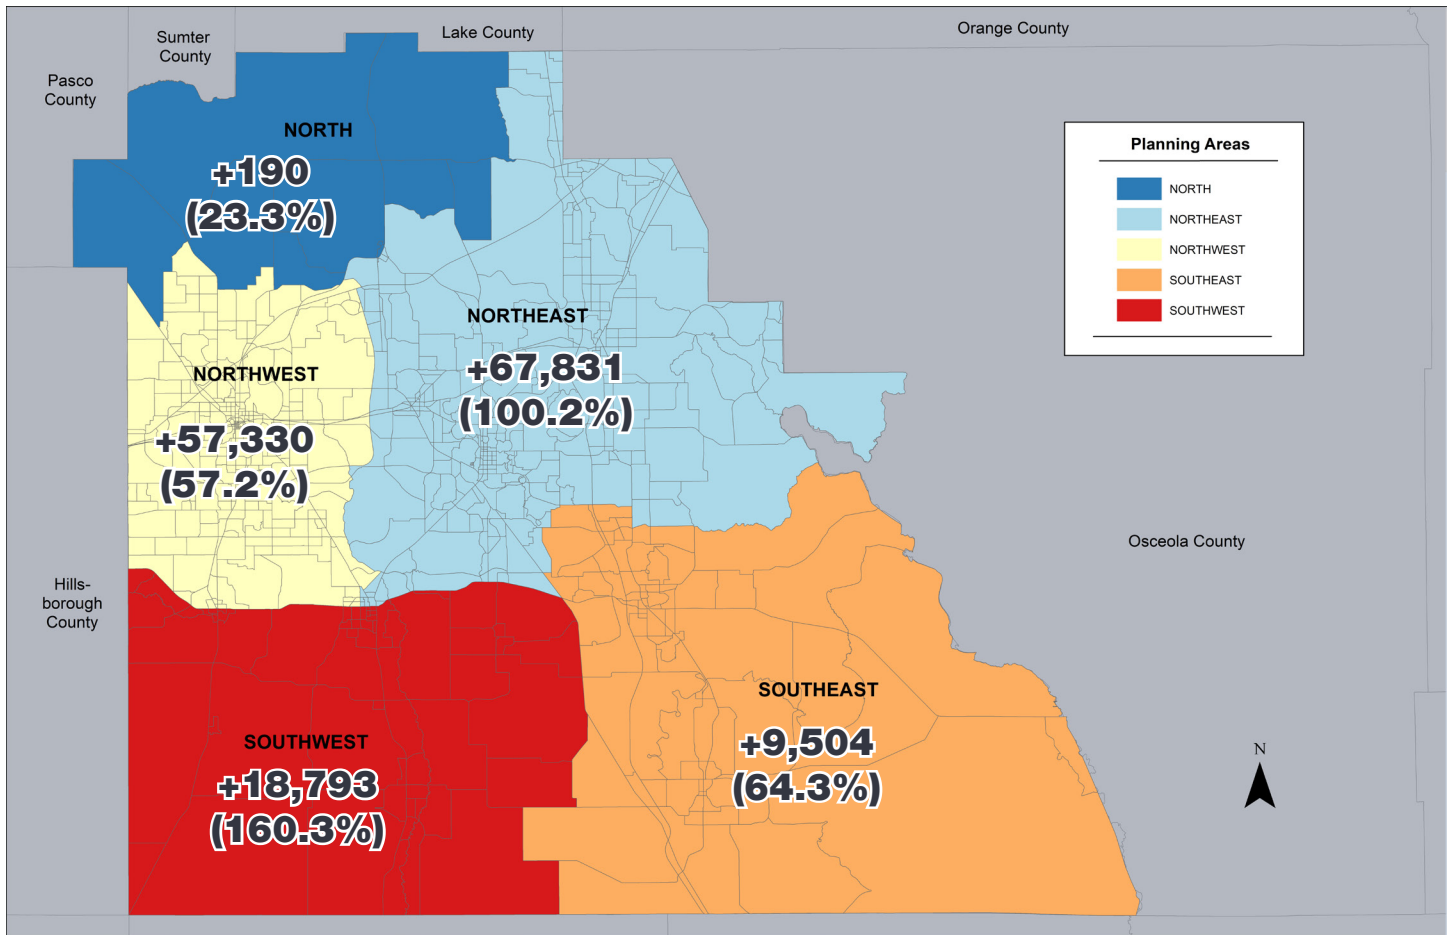 Orange County
Lake County
Sumter
County
Pasco
County
NORTH
+190
(23.3%)
Planning Areas
NORTH
NORTHEAST
NORTHWEST
SOUTHEAST
SOUTHWEST
NORTHEAST
+67,831
(100.2%)
NORTHWEST
+57,330
(57.2%)
Osceola County
Hills-
borough
County
SOUTHEAST
+9,504
(64.3%)
SOUTHWEST
+18,793
(160.3%)
N